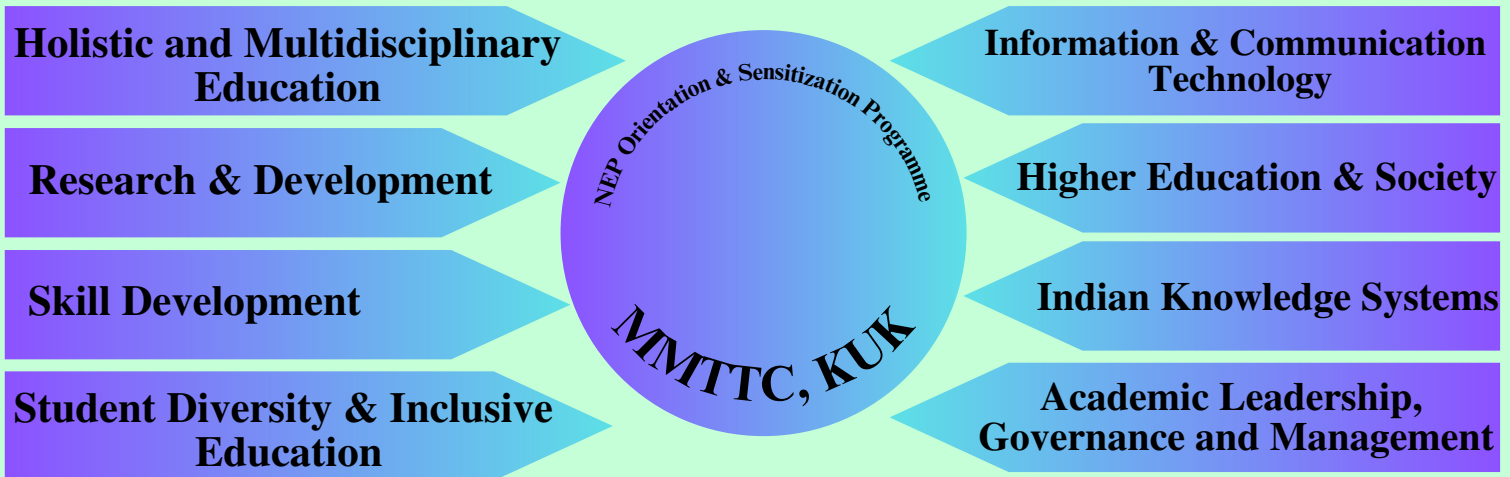 Holistic and Multidisciplinary
Education
Research & Development
Skill Development
Student Diversity & Inclusive
Education
NEP Orientation & Sensitization Programme
MMTTC, KUK
Information & Communication
Technology
Higher Education & Society
Indian Knowledge Systems
Academic Leadership,
Governance and Management